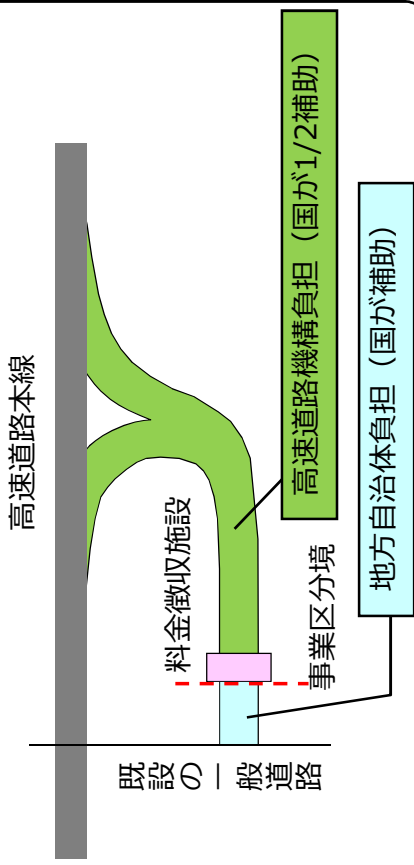 高速道路本線
料金徴収施設
事業区分境
高速道路機構負担（国が1/2補助）
地方自治体負担（国が補助）
既設の一般道路